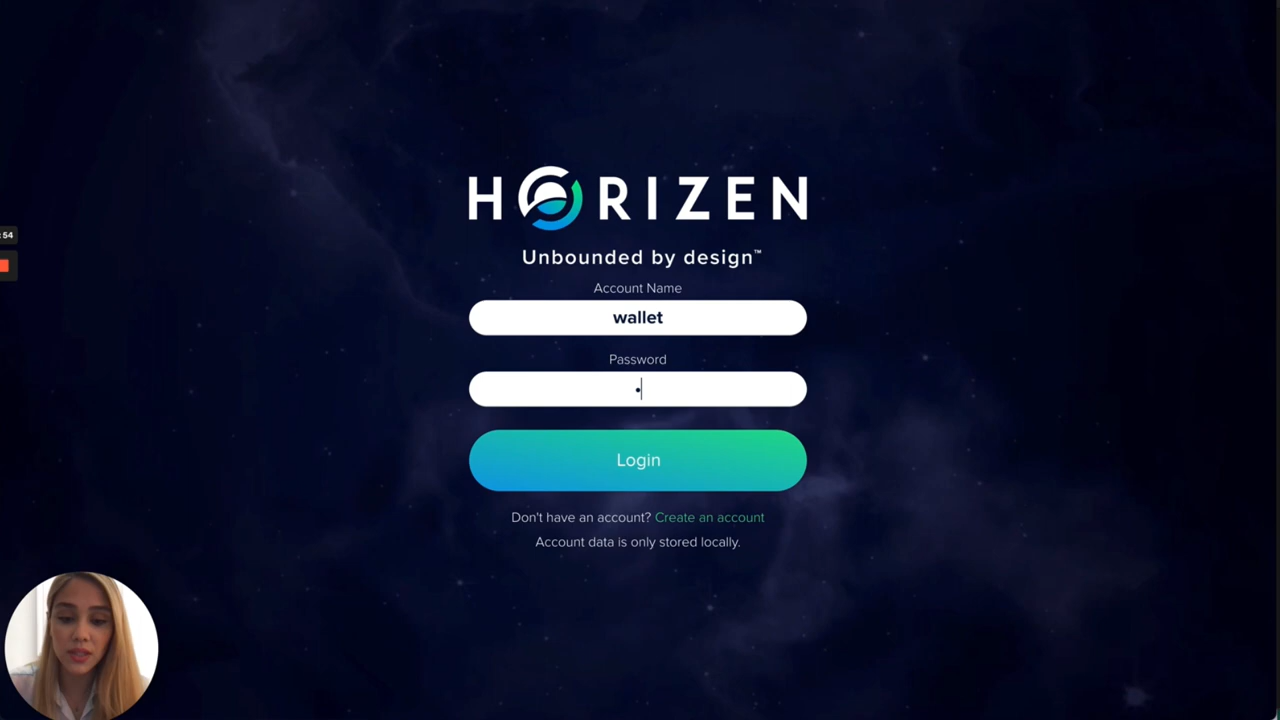 HORIZEN
Unbounded by design™
Account Name
:54
wallet
Password
•
Login
Don't have an account? Create an account
Account data is only stored locally.